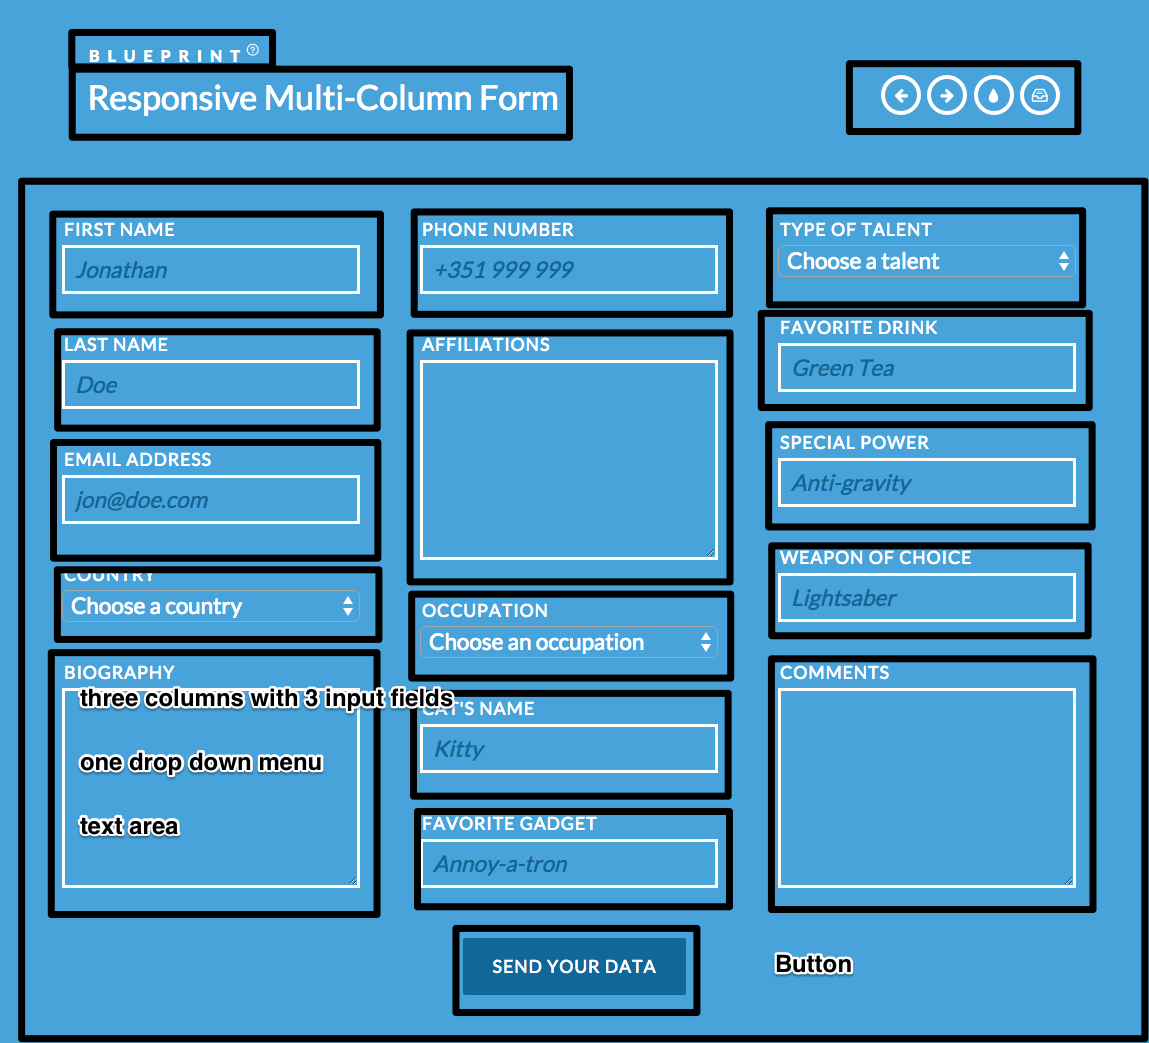 BLUEPRINT
Responsive Multi-Column Form
FIRST NAME
Jonathan
LAST NAME
Doe
EMAIL ADDRESS
jon@doe.com
COUNTRY
Choose a country
BIOGRAPHY
three columns with 3 input fields
one drop down menu
text area
PHONE NUMBER
+351 999 999
AFFILIATIONS
OCCUPATION
Choose an occupation
CAT'S NAME
Kitty
FAVORITE GADGET
Annoy-a-tron
TYPE OF TALENT
Choose a talent
FAVORITE DRINK
Green Tea
SPECIAL POWER
Anti-gravity
WEAPON OF CHOICE
Lightsaber
COMMENTS
SEND YOUR DATA
Button